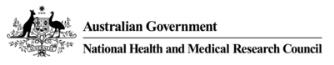 Australian Government
National Health and Medical Research Council